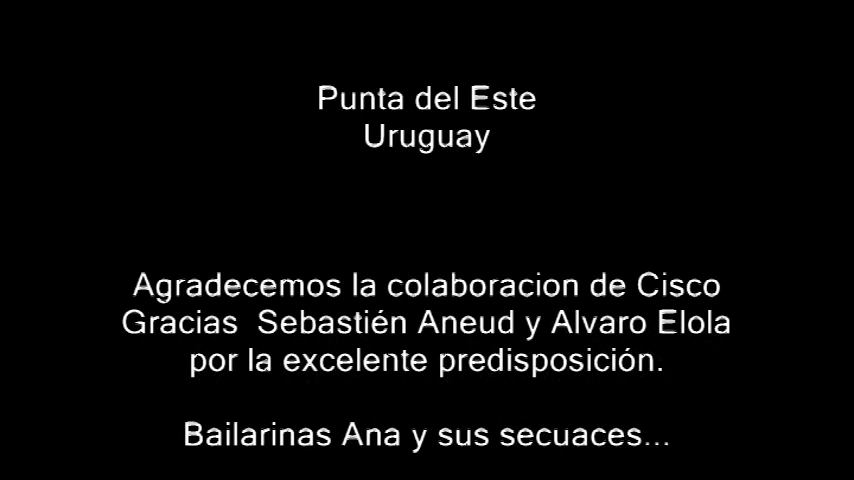 Punta del Este
Uruguay
Agradecemos la colaboracion de Cisco
Gracias  Sebastién Aneud y Alvaro Elola
por la excelente predisposición.
Bailarinas Ana y sus secuaces...